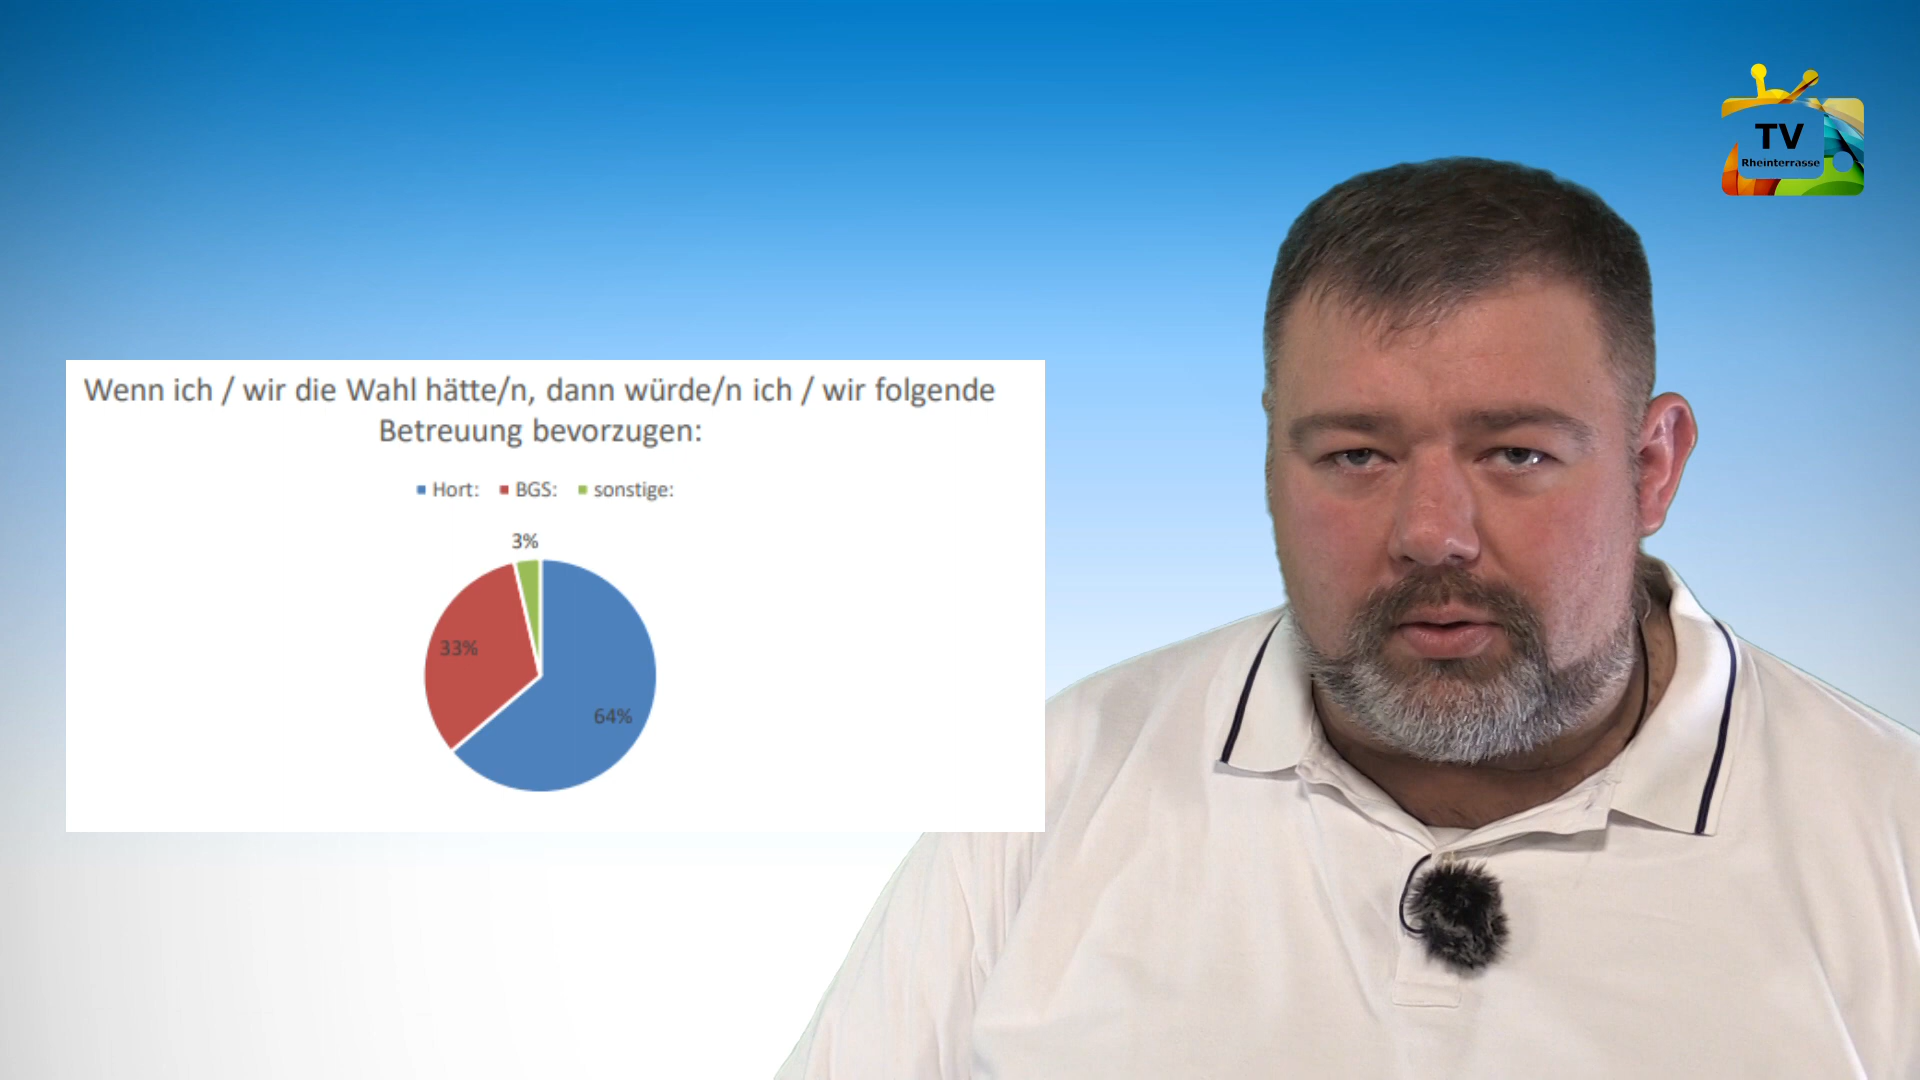 TV
Rheinterrasse
Wenn ich / wir die Wahl hätte/n, dann würde/n ich / wir folgende
Betreuung bevorzugen:
Hort: BGS: sonstige:
3%
33%
64%